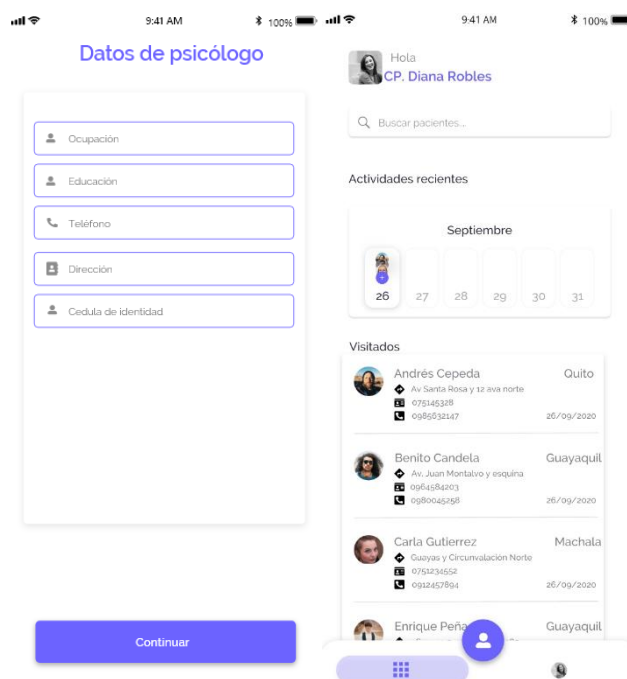 9:41 AM
100%
Datos de psicólogo
Ocupación
Educación
Teléfono
Dirección
Cedula de identidad
Continuar
9:41 AM
100%
Hola
CP. Diana Robles
Buscar pacientes...
Actividades recientes
Septiembre
26 27 28 29 30 31
Visitados
Andrés Cepeda Quito
Av Santa Rosa y 12 ava norte
075145328
0985632147 26/09/2020
Benito Candela Guayaquil
Av. Juan Montalvo y esquina
0964584203
0980045258 26/09/2020
Carla Gutierrez Machala
Guayas y Circunvalación Norte
0751234552
0912457894 26/09/2020
Enrique Peña Guayaquil